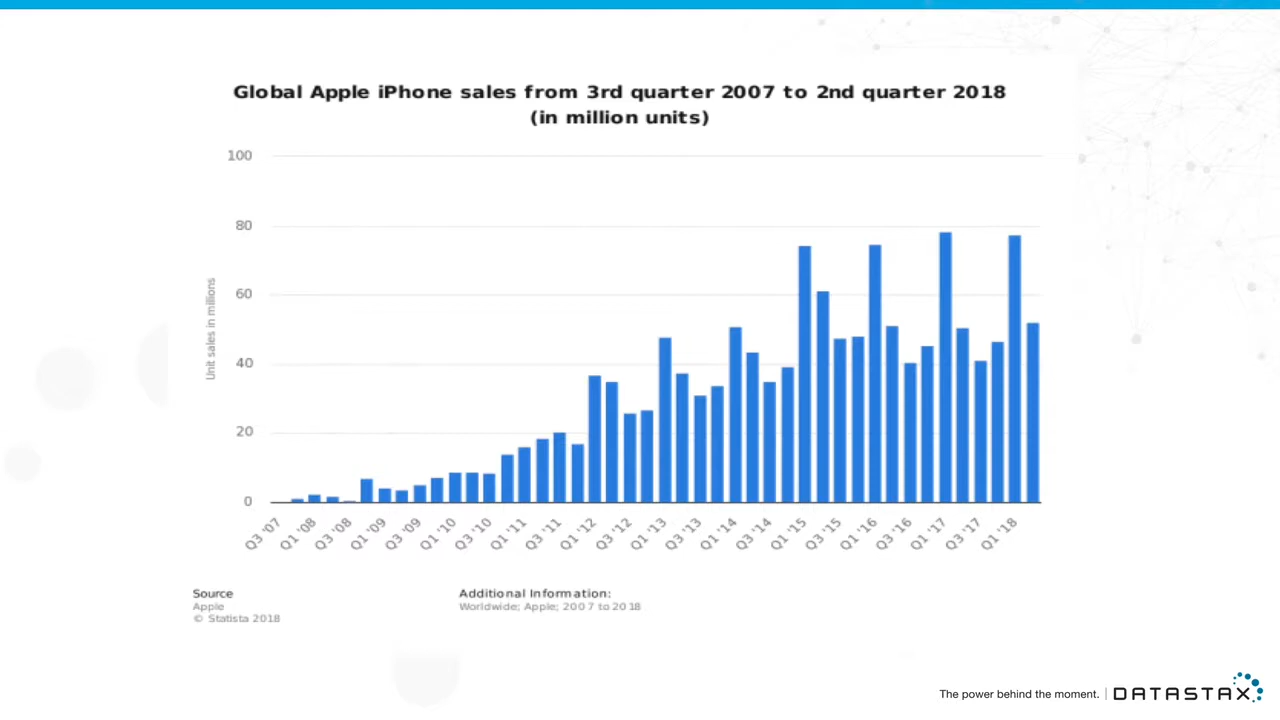 Global Apple iPhone sales from 3rd quarter 2007 to 2nd quarter 2018
(in million units)
100
80
60
40
20
0
Unit sales in millions
Q3 '07
Q1 '08
Q3 '08
Q1 '09
Q3 '09
Q1 '10
Q3 '10
Q1 '11
Q3 '11
Q1 '12
Q3 '12
Q1 '13
Q3 '13
Q1 '14
Q3 '14
Q1 '15
Q3 '15
Q1 '16
Q3 '16
Q1 '17
Q3 '17
Q1 '18
Source
Apple
© Statista 2018
Additional Information:
Worldwide; Apple; 2007 to 2018
The power behind the moment. | DATASTAX